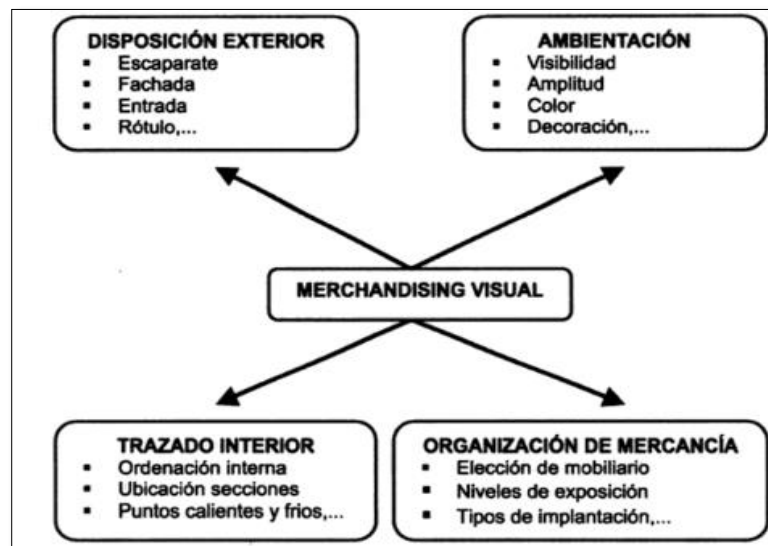 DISPOSICIÓN EXTERIOR
▪ Escaparate
▪ Fachada
▪ Entrada
▪ Rótulo,...
AMBIENTACIÓN
▪ Visibilidad
▪ Amplitud
▪ Color
▪ Decoración,...
MERCHANDISING VISUAL
TRAZADO INTERIOR
▪ Ordenación interna
▪ Ubicación secciones
▪ Puntos calientes y frios,...
ORGANIZACIÓN DE MERCANCÍA
▪ Elección de mobiliario
▪ Niveles de exposición
▪ Tipos de implantación,...